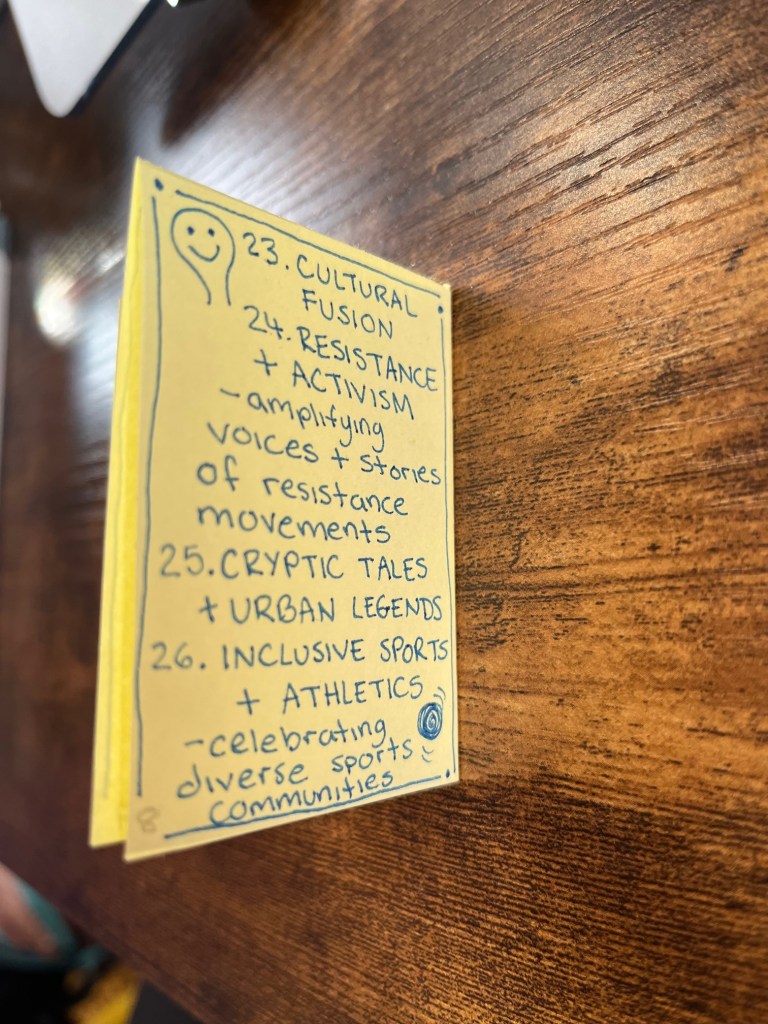 23. CULTURAL
FUSION
24. RESISTANCE
+ ACTIVISM
-amplifying
voices + stories
of resistance
movements
25. CRYPTIC TALES
+ URBAN LEGENDS
26. INCLUSIVE SPORTS
+ ATHLETICS
-celebrating
diverse sports
communities
8